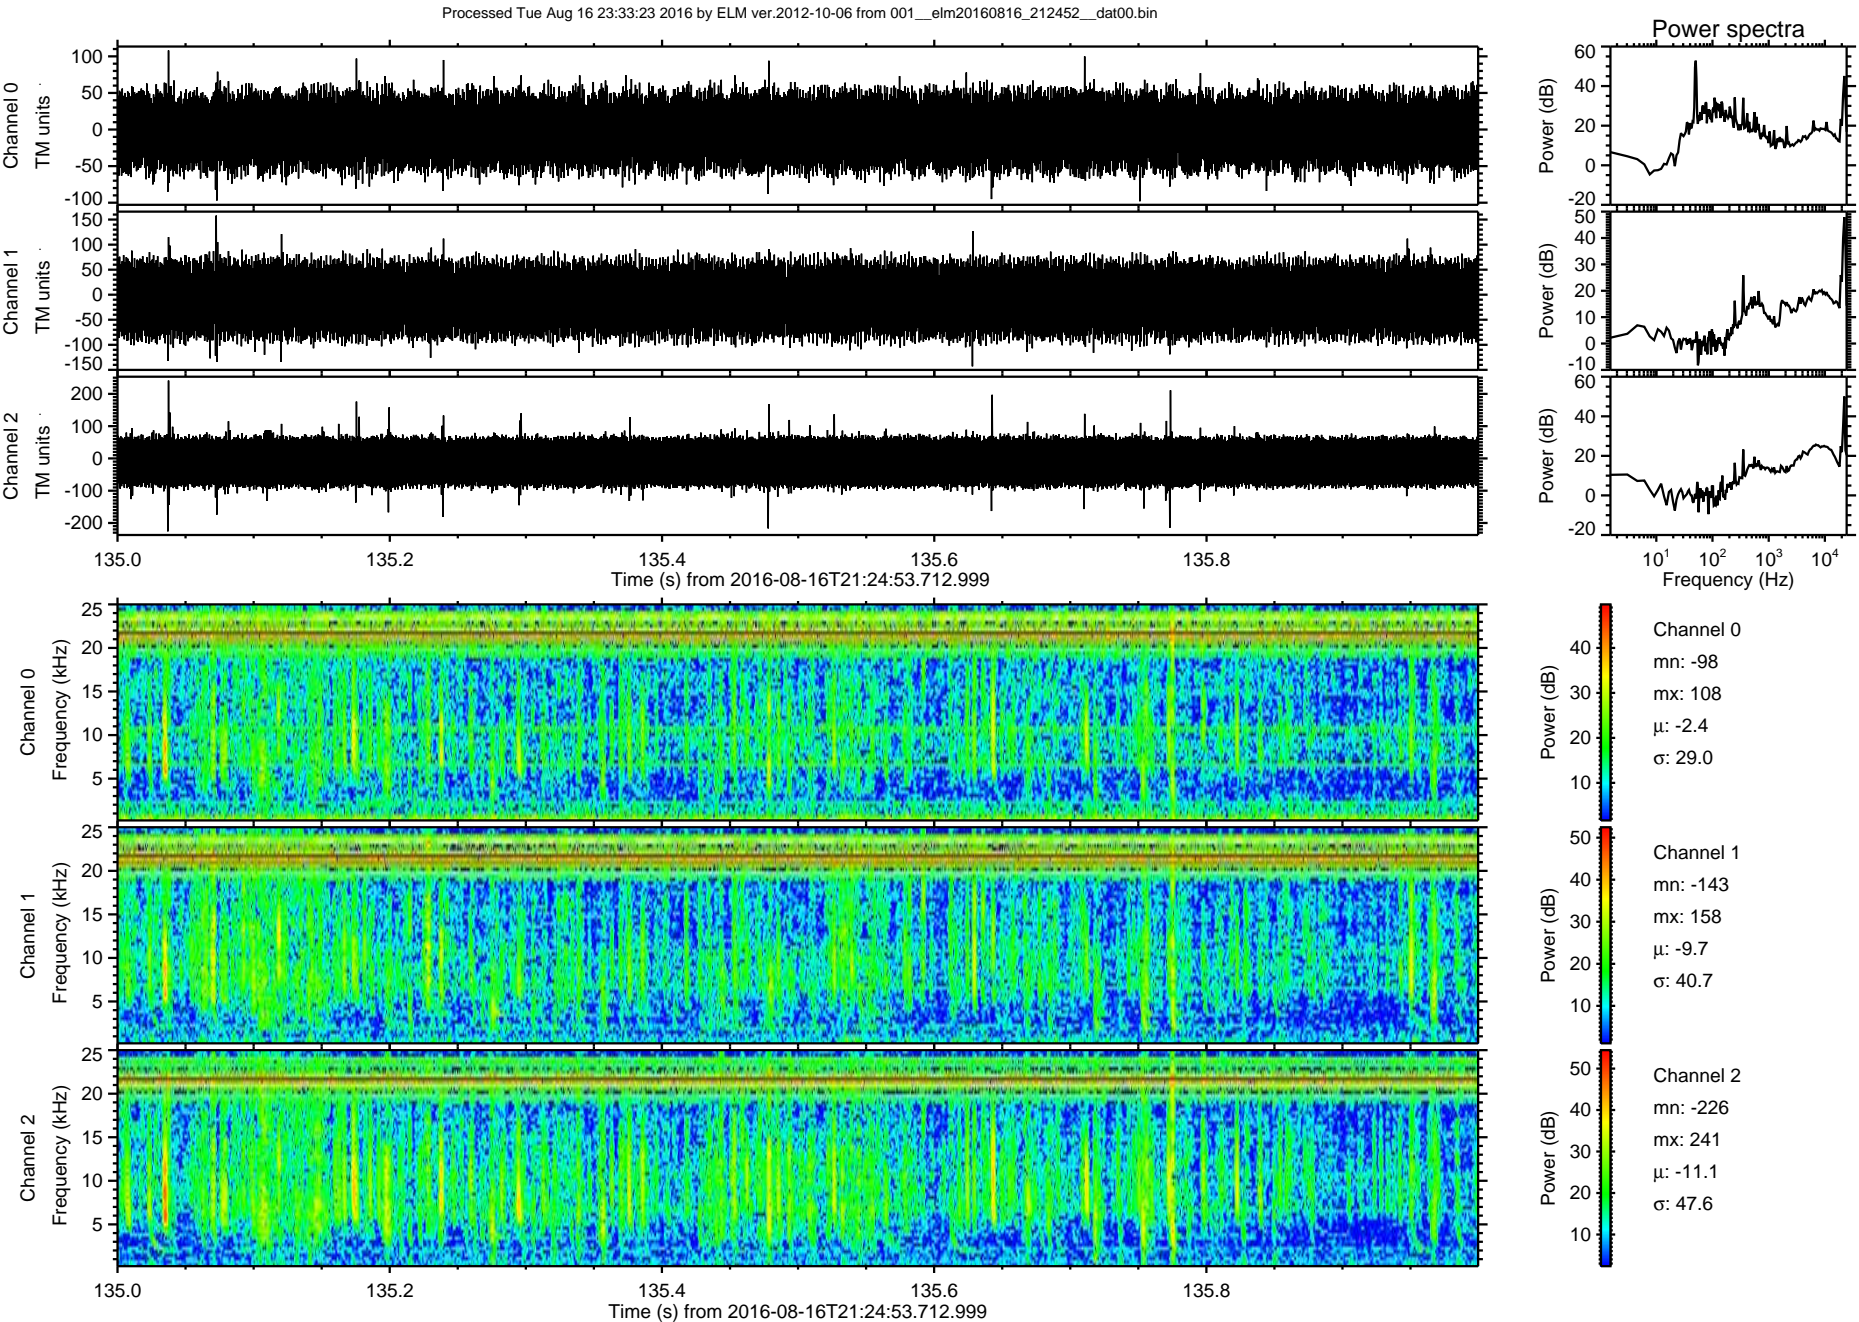 Processed Tue Aug 16 23:33:23 2016 by ELM ver.2012-10-06 from 001__elm20160816_212452__dat00.bin
Power spectra
Channel 0
TM units
100
50
0
-50
-100
Power (dB)
60
40
20
0
-20
Channel 1
TM units
150
100
50
0
-50
-100
-150
Power (dB)
50
40
30
20
10
0
-10
Channel 2
TM units
200
100
0
-100
-200
Power (dB)
60
40
20
0
-20
135.0 135.2 135.4 135.6 135.8
Time (s) from 2016-08-16T21:24:53.712.999
10¹ 10² 10³ 10⁴
Frequency (Hz)
Channel 0
Frequency (kHz)
25
20
15
10
5
Power (dB)
40
30
20
10
Channel 0
mn: -98
mx: 108
μ: -2.4
σ: 29.0
Channel 1
Frequency (kHz)
25
20
15
10
5
Power (dB)
50
40
30
20
10
Channel 1
mn: -143
mx: 158
μ: -9.7
σ: 40.7
Channel 2
Frequency (kHz)
25
20
15
10
5
Power (dB)
50
40
30
20
10
Channel 2
mn: -226
mx: 241
μ: -11.1
σ: 47.6
135.0 135.2 135.4 135.6 135.8
Time (s) from 2016-08-16T21:24:53.712.999